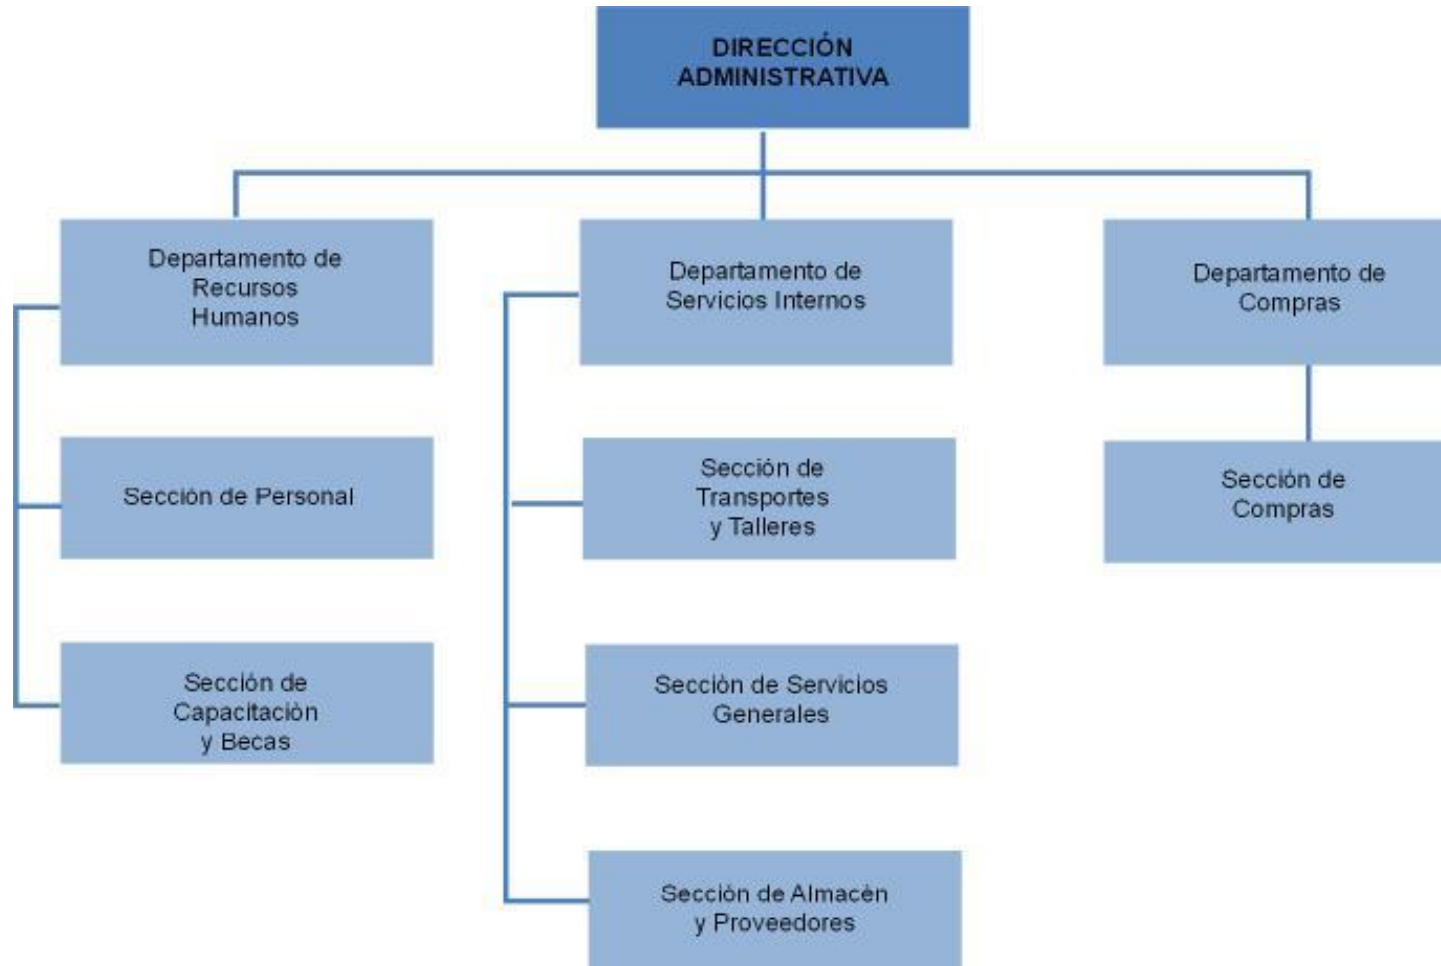 DIRECCIÓN
ADMINISTRATIVA
Departamento de
Recursos
Humanos
Departamento de
Servicios Internos
Departamento de
Compras
Sección de Personal
Sección de
Transportes
y Talleres
Sección de
Compras
Sección de
Capacitaciòn
y Becas
Secciòn de Servicios
Generales
Sección de Almacèn
y Proveedores